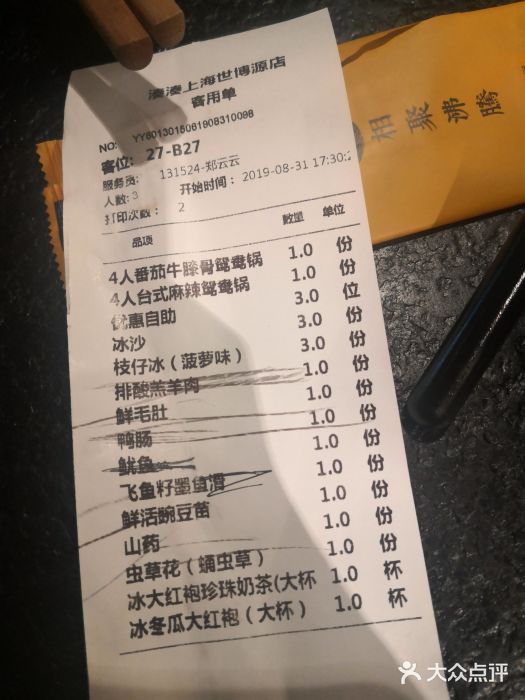 湊湊上海世博源店
客用单
NO: YY6013015061908310098
客位: 27-B27
服务员: 131524-郑云云
人数: 3 开始时间: 2019-08-31 17:30:
打印次数: 2
品项 数量 单位
4人番茄牛膝骨鸳鸯锅 1.0 份
4人台式麻辣鸳鸯锅 1.0 份
优惠自助 3.0 位
冰沙 3.0 份
枝仔冰（菠萝味） 3.0 份
排酸羔羊肉 1.0 份
鲜毛肚 1.0 份
鸭肠 1.0 份
鱿鱼 1.0 份
飞鱼籽墨鱼滑 1.0 份
鲜活豌豆苗 1.0 份
山药 1.0 份
虫草花（蛹虫草） 1.0 份
冰大红袍珍珠奶茶(大杯 1.0 杯
冰冬瓜大红袍（大杯） 1.0 杯
相聚沸腾
大众点评